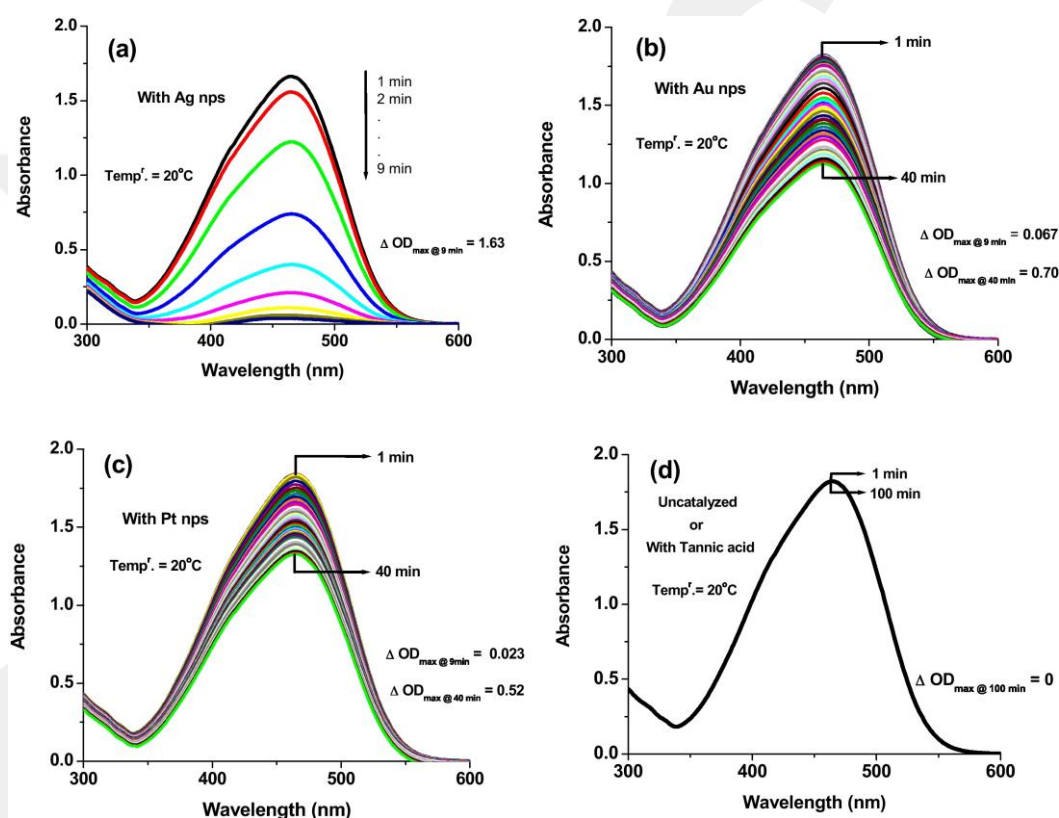 (a)
With Ag nps
Temp^r. = 20°C
1 min
2 min
.
.
.
9 min
Δ OD_max @ 9 min = 1.63
2.0
1.5
1.0
0.5
0.0
300
400
500
600
Absorbance
Wavelength (nm)
(b)
With Au nps
Temp^r. = 20°C
1 min
40 min
Δ OD_max @ 9 min = 0.067
Δ OD_max @ 40 min = 0.70
2.0
1.5
1.0
0.5
0.0
300
400
500
600
Absorbance
Wavelength (nm)
(c)
With Pt nps
Temp^r. = 20°C
1 min
40 min
Δ OD_max @ 9min = 0.023
Δ OD_max @ 40 min = 0.52
2.0
1.5
1.0
0.5
0.0
300
400
500
600
Absorbance
Wavelength (nm)
(d)
Uncatalyzed
or
With Tannic acid
Temp^r.= 20°C
1 min
100 min
Δ OD_max @ 100 min = 0
2.0
1.5
1.0
0.5
0.0
300
400
500
600
Absorbance
Wavelength (nm)